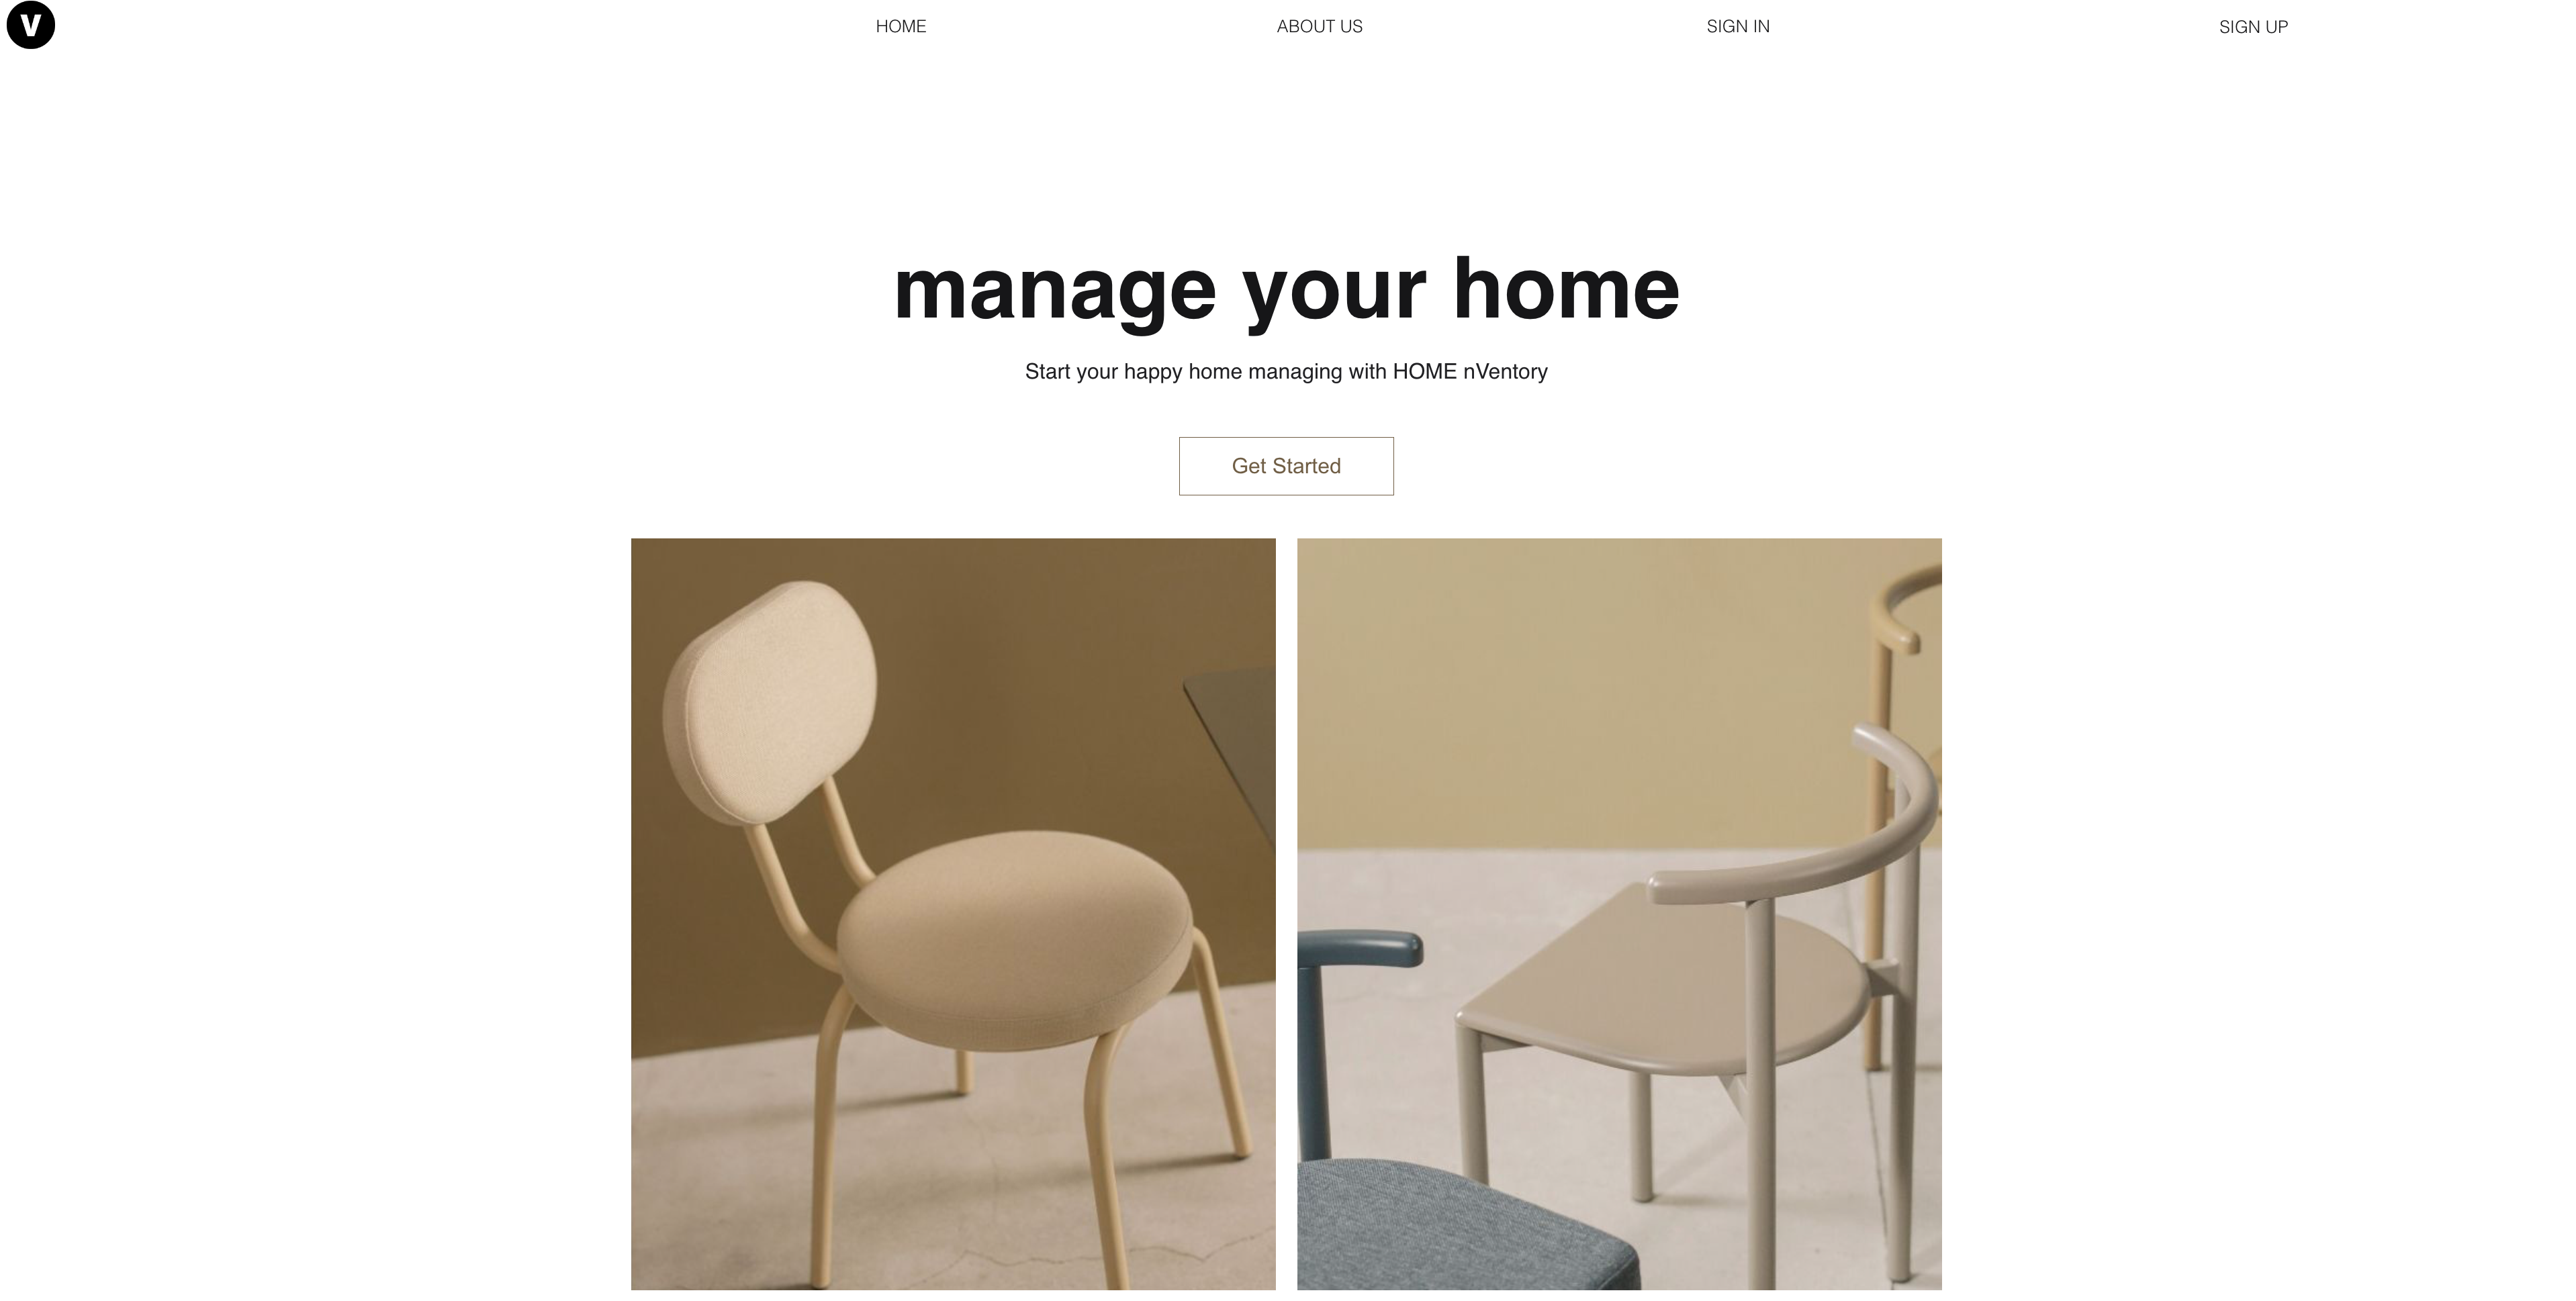 V
HOME
ABOUT US
SIGN IN
SIGN UP
manage your home
Start your happy home managing with HOME nVentory
Get Started